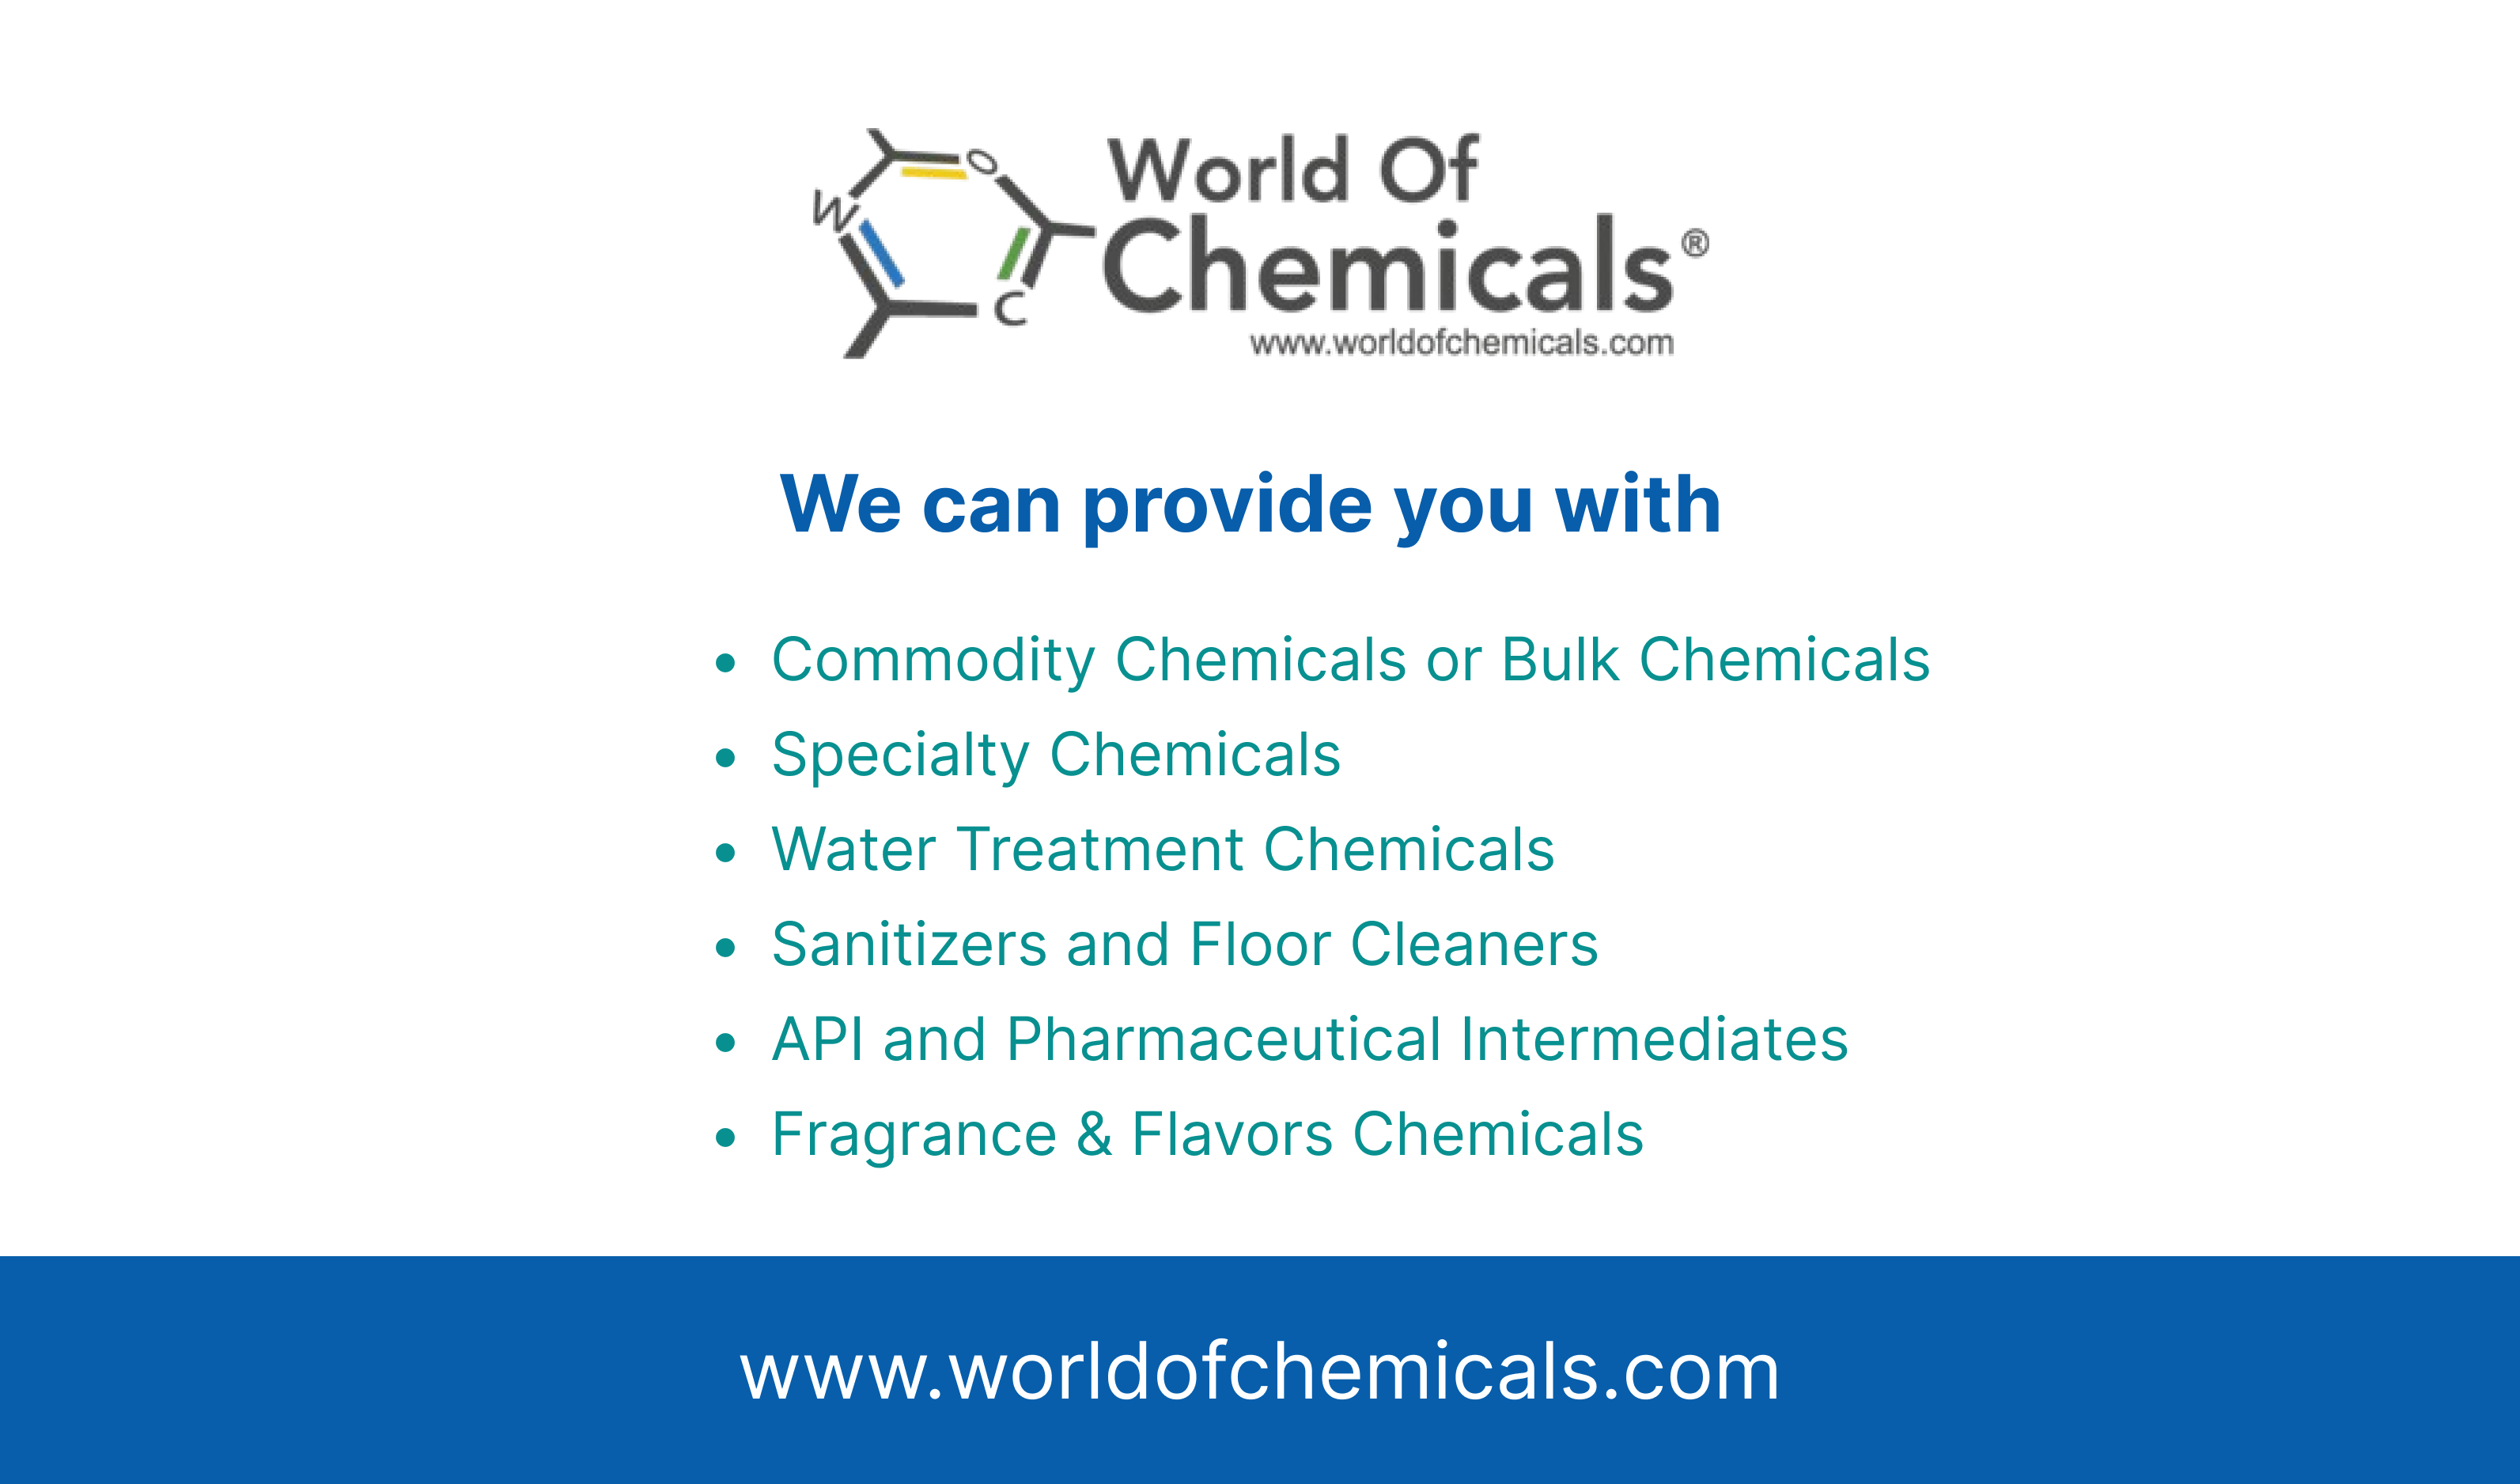 W
O
C
World Of
Chemicals®
www.worldofchemicals.com
We can provide you with
• Commodity Chemicals or Bulk Chemicals
• Specialty Chemicals
• Water Treatment Chemicals
• Sanitizers and Floor Cleaners
• API and Pharmaceutical Intermediates
• Fragrance & Flavors Chemicals
www.worldofchemicals.com